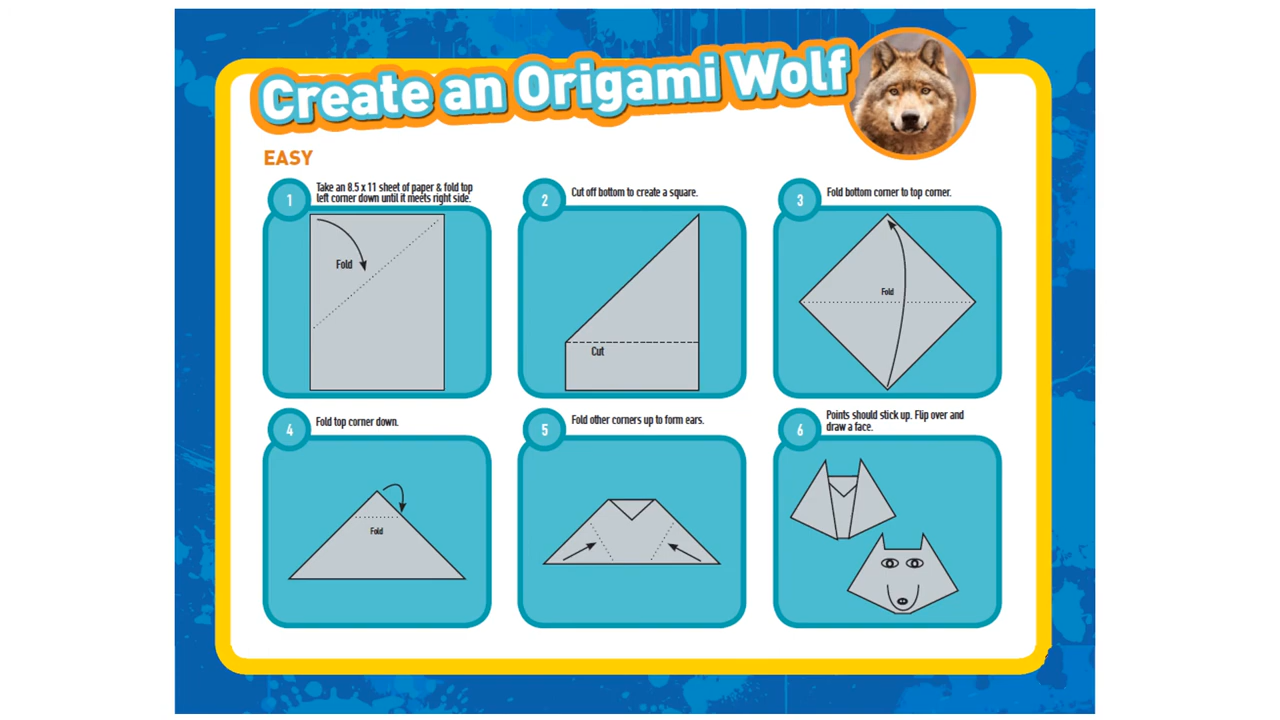 Create an Origami Wolf
EASY
1
Take an 8.5 x 11 sheet of paper & fold top
left corner down until it meets right side.
Fold
2
Cut off bottom to create a square.
Cut
3
Fold bottom corner to top corner.
Fold
4
Fold top corner down.
Fold
5
Fold other corners up to form ears.
6
Points should stick up. Flip over and
draw a face.